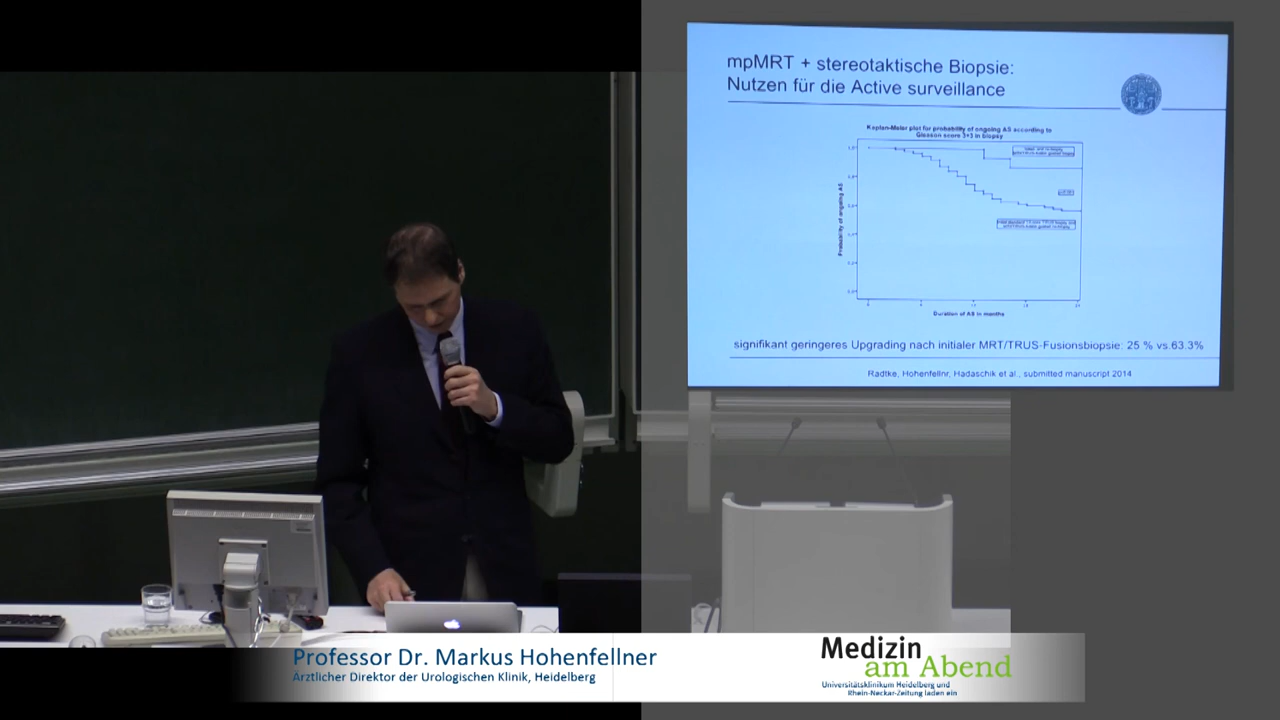 mpMRT + stereotaktische Biopsie:
Nutzen für die Active surveillance
Kaplan-Meier plot for probability of ongoing AS according to
Gleason score 3+3 in biopsy
Probability of ongoing AS
Duration of AS in months
signifikant geringeres Upgrading nach initialer MRT/TRUS-Fusionsbiopsie: 25 % vs.63.3%
Radtke, Hohenfellnr, Hadaschik et al., submitted manuscript 2014
Professor Dr. Markus Hohenfellner
Ärztlicher Direktor der Urologischen Klinik, Heidelberg
Medizin
am Abend
Universitätsklinikum Heidelberg und
Rhein-Neckar-Zeitung laden ein